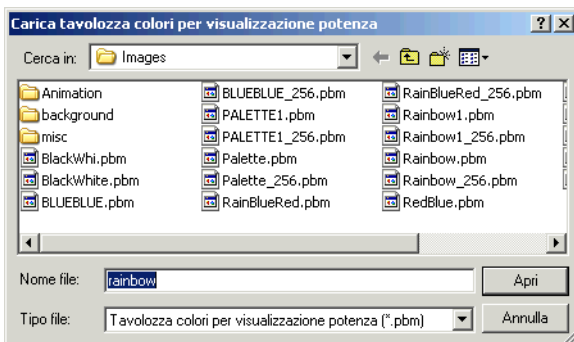 Carica tavolozza colori per visualizzazione potenza
Cerca in: Images
Animation BLUEBLUE_256.pbm RainBlueRed_256.pbm
background PALETTE1.pbm Rainbow1.pbm
misc PALETTE1_256.pbm Rainbow1_256.pbm
BlackWhi.pbm Palette.pbm Rainbow.pbm
BlackWhite.pbm Palette_256.pbm Rainbow_256.pbm
BLUEBLUE.pbm RainBlueRed.pbm RedBlue.pbm
Nome file: rainbow Apri
Tipo file: Tavolozza colori per visualizzazione potenza (*.pbm) Annulla